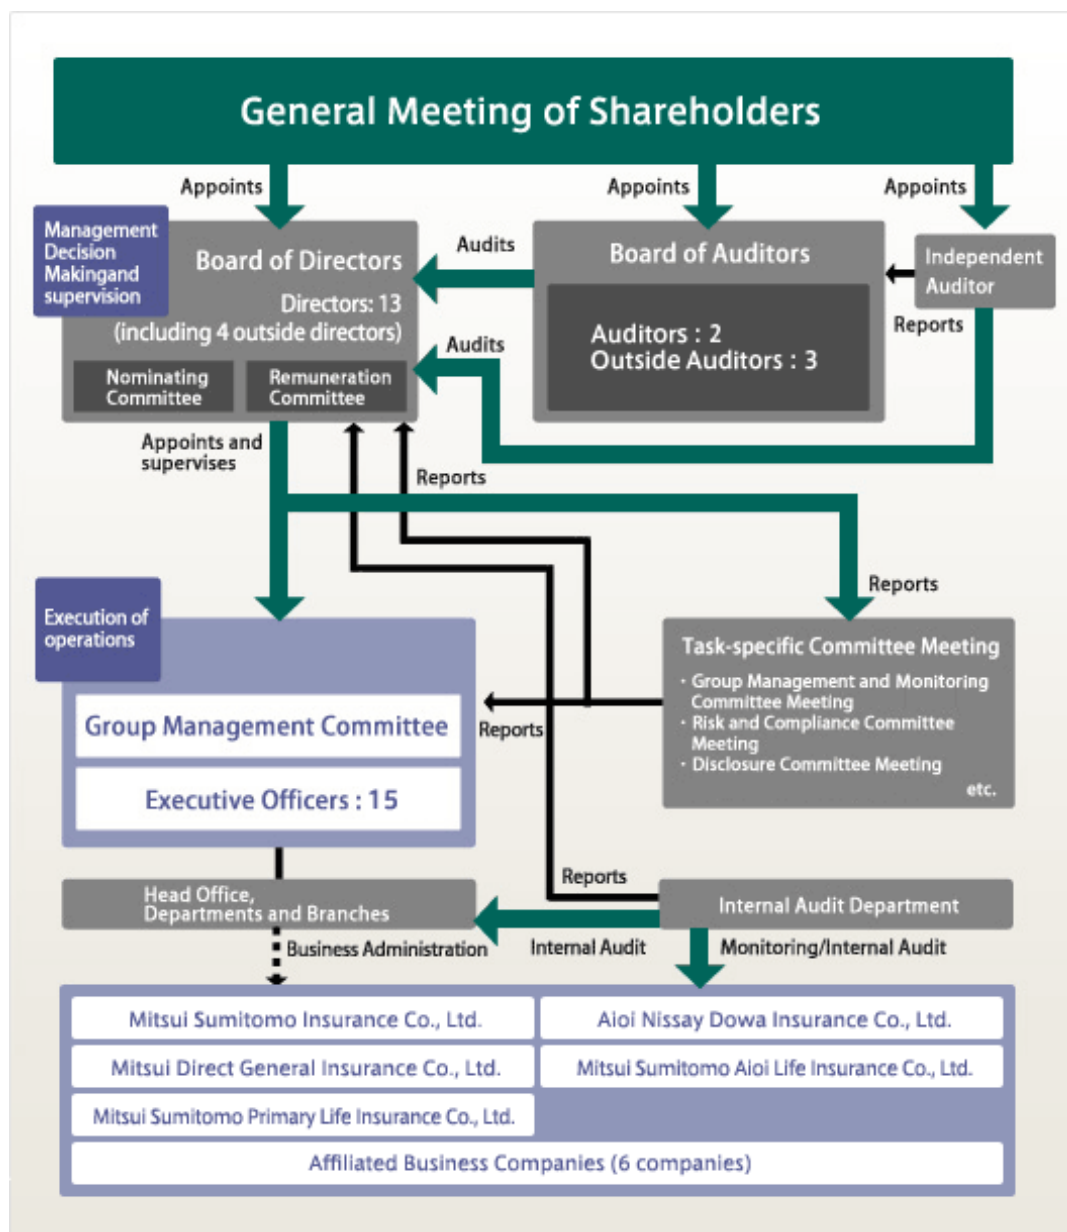 General Meeting of Shareholders
Appoints
Appoints
Appoints
Management
Decision
Makingand
supervision
Board of Directors
Directors: 13
(including 4 outside directors)
Nominating
Committee
Remuneration
Committee
Audits
Audits
Board of Auditors
Auditors : 2
Outside Auditors : 3
Independent
Auditor
Reports
Appoints and
supervises
Reports
Reports
Execution of
operations
Group Management Committee
Executive Officers : 15
Reports
Task-specific Committee Meeting
・Group Management and Monitoring
Committee Meeting
・Risk and Compliance Committee
Meeting
・Disclosure Committee Meeting
etc.
Head Office,
Departments and Branches
Reports
Internal Audit Department
Business Administration
Internal Audit
Monitoring/Internal Audit
Mitsui Sumitomo Insurance Co., Ltd.
Aioi Nissay Dowa Insurance Co., Ltd.
Mitsui Direct General Insurance Co., Ltd.
Mitsui Sumitomo Aioi Life Insurance Co., Ltd.
Mitsui Sumitomo Primary Life Insurance Co., Ltd.
Affiliated Business Companies (6 companies)